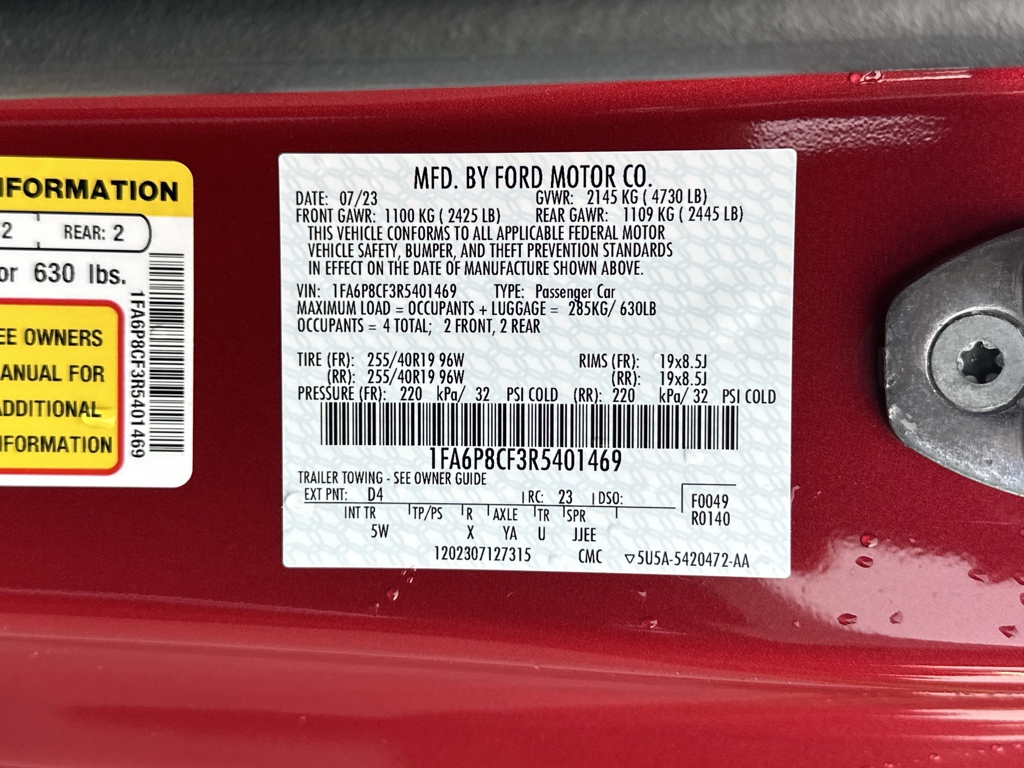 INFORMATION
2 REAR: 2
or 630 lbs.
EE OWNERS
ANUAL FOR
ADDITIONAL
INFORMATION
1FA6P8CF3R5401469
MFD. BY FORD MOTOR CO.
DATE: 07/23 GVWR: 2145 KG ( 4730 LB)
FRONT GAWR: 1100 KG ( 2425 LB) REAR GAWR: 1109 KG ( 2445 LB)
THIS VEHICLE CONFORMS TO ALL APPLICABLE FEDERAL MOTOR
VEHICLE SAFETY, BUMPER, AND THEFT PREVENTION STANDARDS
IN EFFECT ON THE DATE OF MANUFACTURE SHOWN ABOVE.
VIN: 1FA6P8CF3R5401469 TYPE: Passenger Car
MAXIMUM LOAD = OCCUPANTS + LUGGAGE = 285KG/ 630LB
OCCUPANTS = 4 TOTAL; 2 FRONT, 2 REAR
TIRE (FR): 255/40R19 96W RIMS (FR): 19x8.5J
(RR): 255/40R19 96W (RR): 19x8.5J
PRESSURE (FR): 220 kPa/ 32 PSI COLD (RR): 220 kPa/ 32 PSI COLD
1FA6P8CF3R5401469
TRAILER TOWING - SEE OWNER GUIDE
EXT PNT: D4 RC: 23 DSO: F0049
INT TR TP/PS R AXLE TR SPR R0140
5W X YA U JJEE
1202307127315 CMC ▽5U5A-5420472-AA